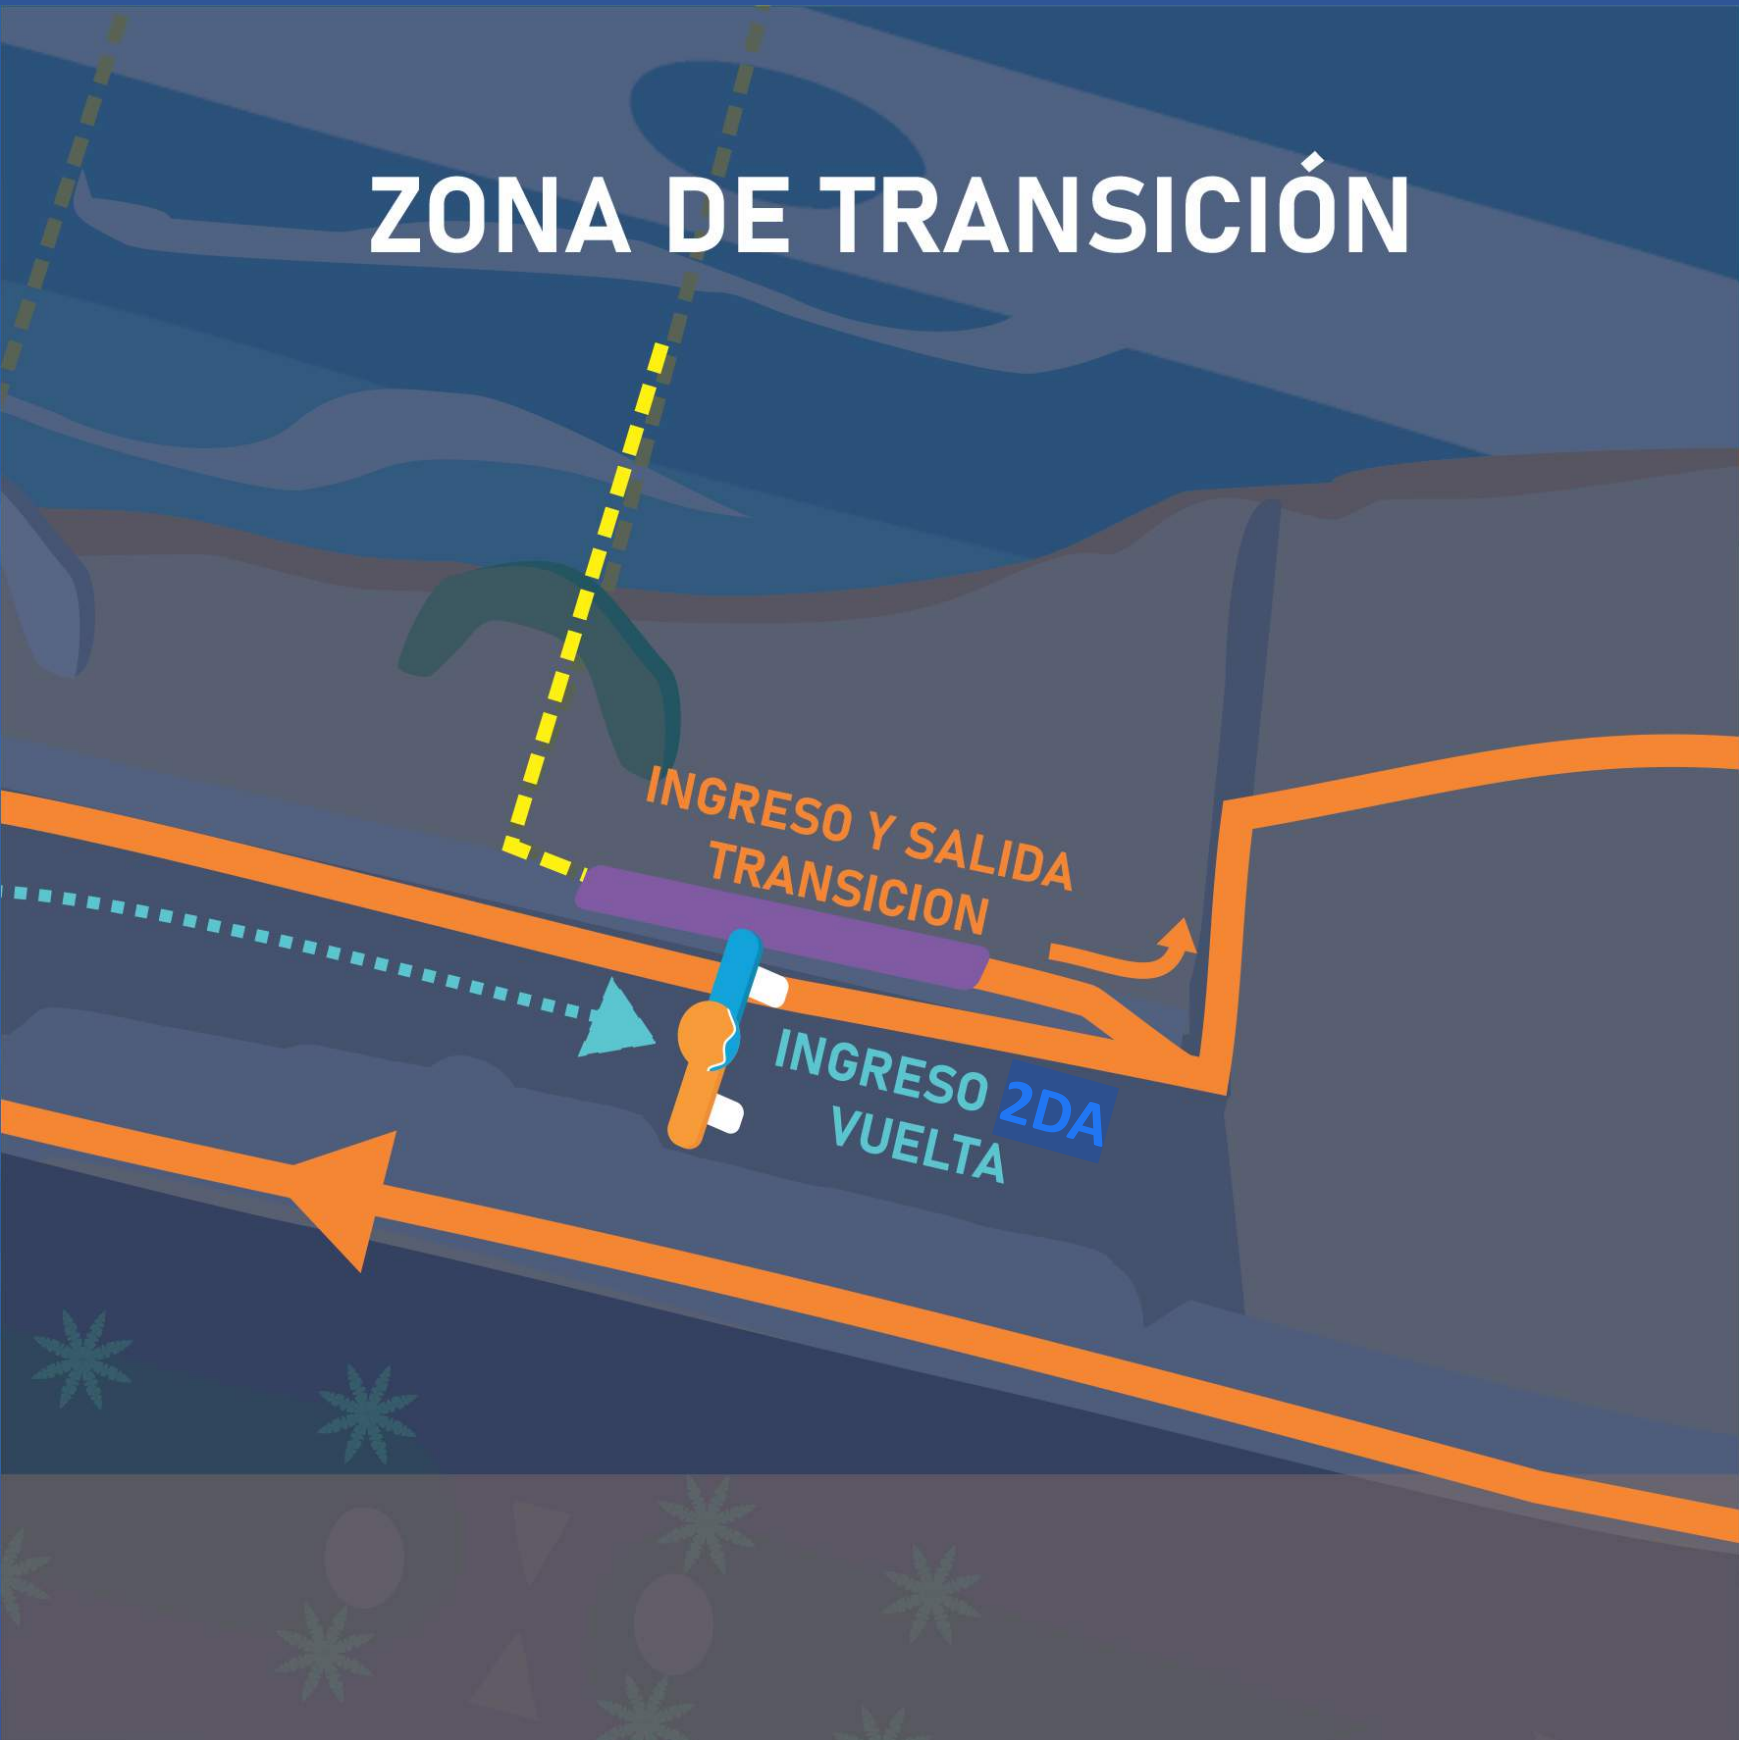 ZONA DE TRANSICIÓN
INGRESO Y SALIDA
TRANSICION
INGRESO 2DA
VUELTA